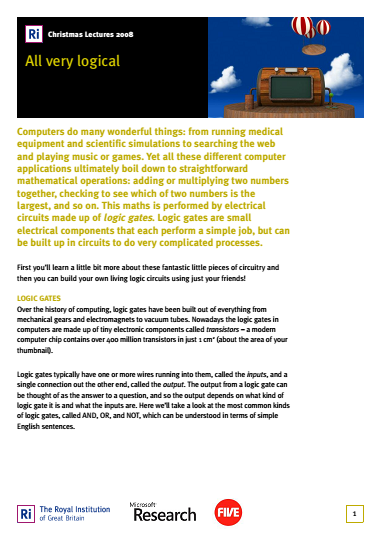 Ri Christmas Lectures 2008
All very logical
Computers do many wonderful things: from running medical
equipment and scientific simulations to searching the web
and playing music or games. Yet all these different computer
applications ultimately boil down to straightforward
mathematical operations: adding or multiplying two numbers
together, checking to see which of two numbers is the
largest, and so on. This maths is performed by electrical
circuits made up of logic gates. Logic gates are small
electrical components that each perform a simple job, but can
be built up in circuits to do very complicated processes.
First you'll learn a little bit more about these fantastic little pieces of circuitry and
then you can build your own living logic circuits using just your friends!
LOGIC GATES
Over the history of computing, logic gates have been built out of everything from
mechanical gears and electromagnets to vacuum tubes. Nowadays the logic gates in
computers are made up of tiny electronic components called transistors – a modern
computer chip contains over 400 million transistors in just 1 cm² (about the area of your
thumbnail).
Logic gates typically have one or more wires running into them, called the inputs, and a
single connection out the other end, called the output. The output from a logic gate can
be thought of as the answer to a question, and so the output depends on what kind of
logic gate it is and what the inputs are. Here we'll take a look at the most common kinds
of logic gates, called AND, OR, and NOT, which can be understood in terms of simple
English sentences.
Ri The Royal Institution
of Great Britain
Microsoft
Research
FIVE
1